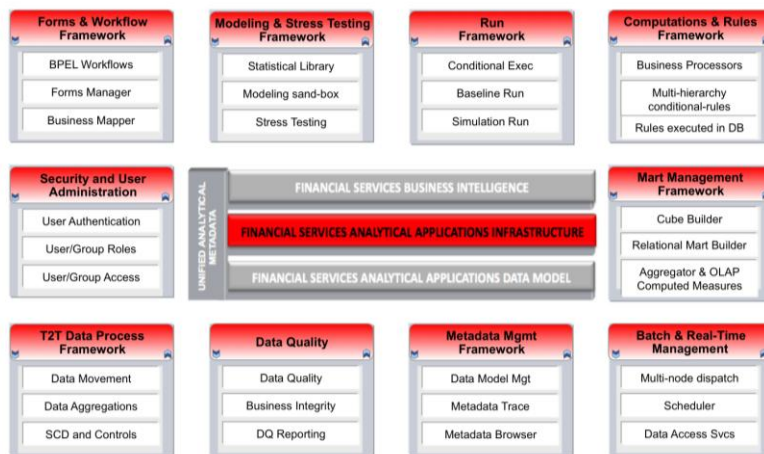 Forms & Workflow
Framework
BPEL Workflows
Forms Manager
Business Mapper
Modeling & Stress Testing
Framework
Statistical Library
Modeling sand-box
Stress Testing
Run
Framework
Conditional Exec
Baseline Run
Simulation Run
Computations & Rules
Framework
Business Processors
Multi-hierarchy
conditional-rules
Rules executed in DB
Security and User
Administration
User Authentication
User/Group Roles
User/Group Access
UNIFIED ANALYTICAL
METADATA
FINANCIAL SERVICES BUSINESS INTELLIGENCE
FINANCIAL SERVICES ANALYTICAL APPLICATIONS INFRASTRUCTURE
FINANCIAL SERVICES ANALYTICAL APPLICATIONS DATA MODEL
Mart Management
Framework
Cube Builder
Relational Mart Builder
Aggregator & OLAP
Computed Measures
T2T Data Process
Framework
Data Movement
Data Aggregations
SCD and Controls
Data Quality
Data Quality
Business Integrity
DQ Reporting
Metadata Mgmt
Framework
Data Model Mgt
Metadata Trace
Metadata Browser
Batch & Real-Time
Management
Multi-node dispatch
Scheduler
Data Access Svcs